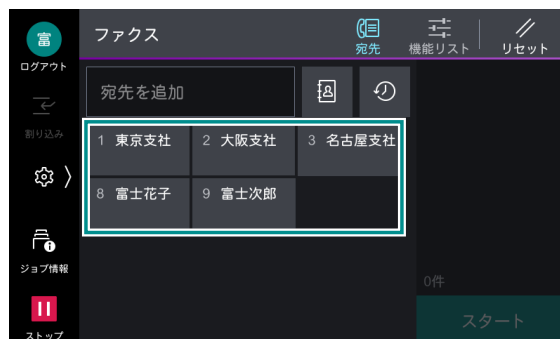 富
ログアウト
ファクス
宛先
機能リスト
リセット
割り込み
宛先を追加
1 東京支社
2 大阪支社
3 名古屋支社
8 富士花子
9 富士次郎
ジョブ情報
0件
スタート
ストップ